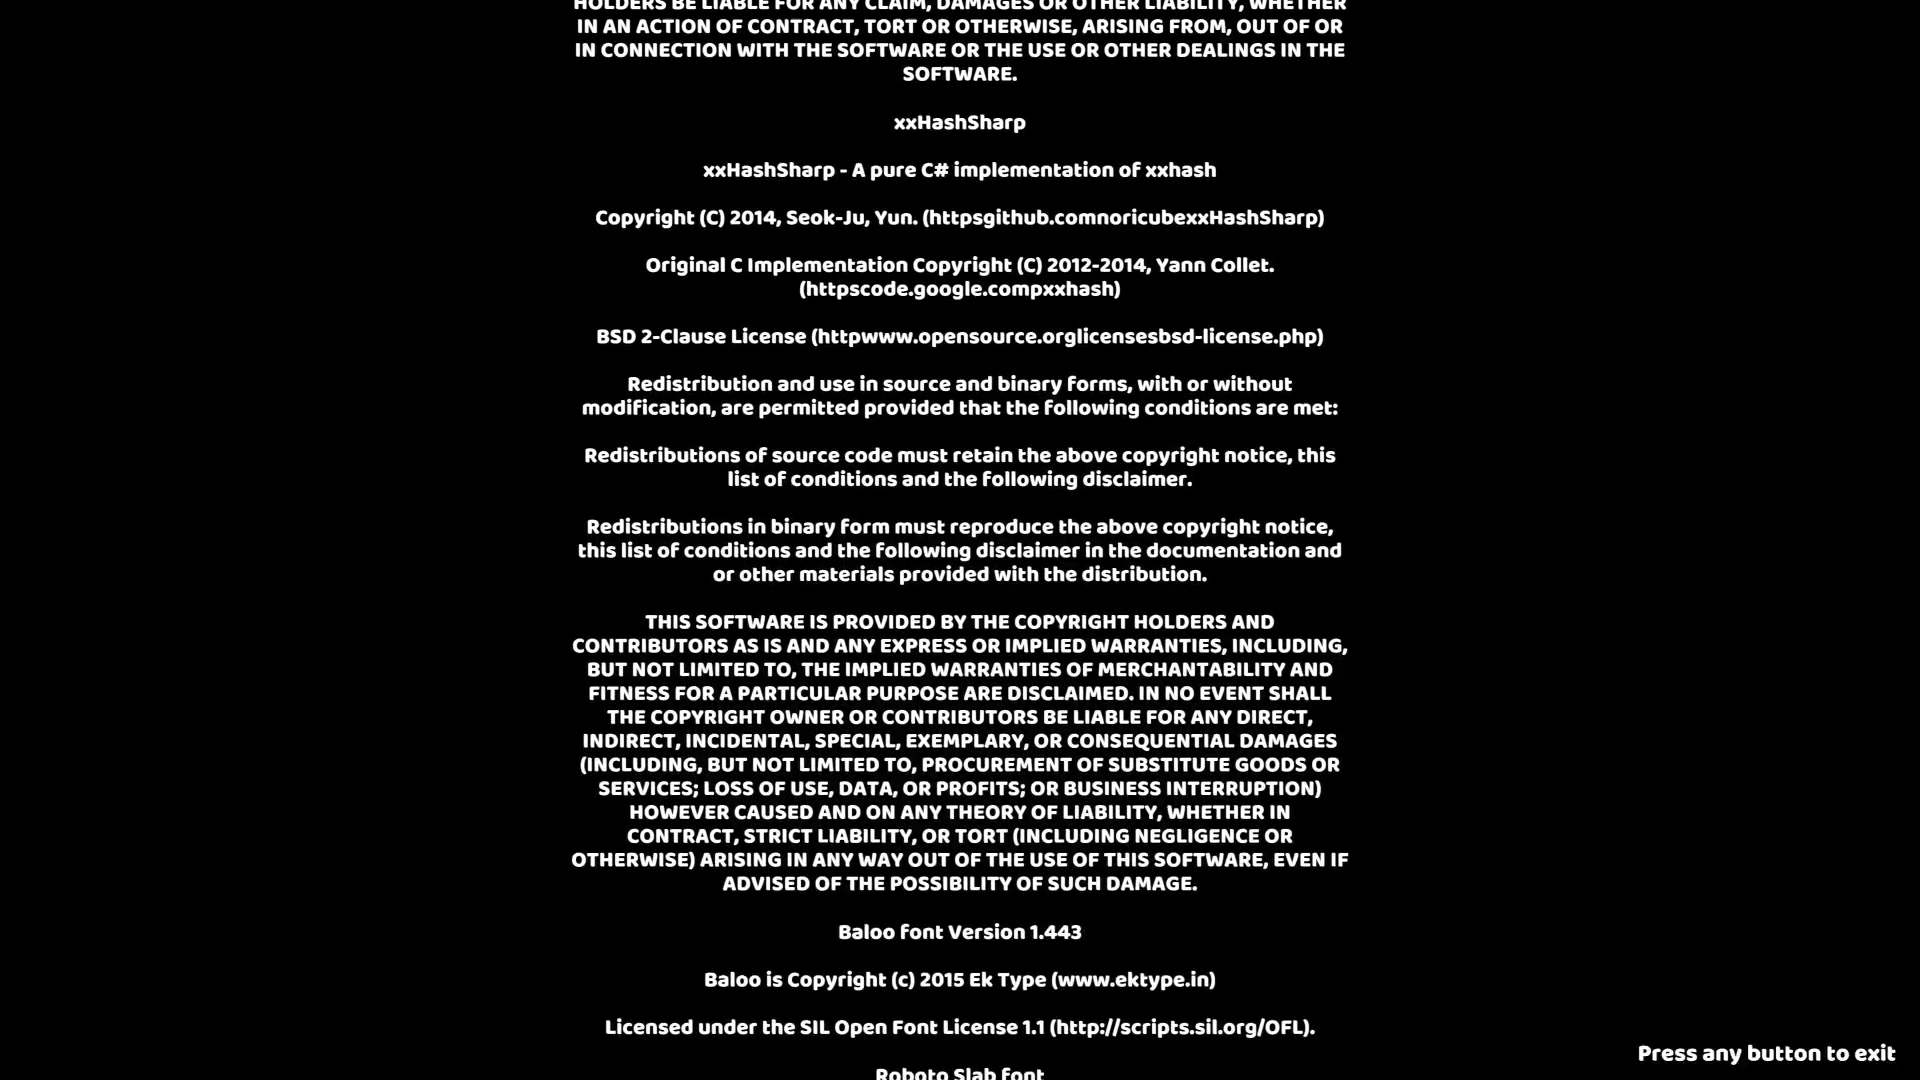 HOLDERS BE LIABLE FOR ANY CLAIM, DAMAGES OR OTHER LIABILITY, WHETHER
IN AN ACTION OF CONTRACT, TORT OR OTHERWISE, ARISING FROM, OUT OF OR
IN CONNECTION WITH THE SOFTWARE OR THE USE OR OTHER DEALINGS IN THE
SOFTWARE.
xxHashSharp
xxHashSharp - A pure C# implementation of xxhash
Copyright (C) 2014, Seok-Ju, Yun. (httpsgithub.comnoricubexxHashSharp)
Original C Implementation Copyright (C) 2012-2014, Yann Collet.
(httpscode.google.compxxhash)
BSD 2-Clause License (httpwww.opensource.orglicensesbsd-license.php)
Redistribution and use in source and binary forms, with or without
modification, are permitted provided that the following conditions are met:
Redistributions of source code must retain the above copyright notice, this
list of conditions and the following disclaimer.
Redistributions in binary form must reproduce the above copyright notice,
this list of conditions and the following disclaimer in the documentation and
or other materials provided with the distribution.
THIS SOFTWARE IS PROVIDED BY THE COPYRIGHT HOLDERS AND
CONTRIBUTORS AS IS AND ANY EXPRESS OR IMPLIED WARRANTIES, INCLUDING,
BUT NOT LIMITED TO, THE IMPLIED WARRANTIES OF MERCHANTABILITY AND
FITNESS FOR A PARTICULAR PURPOSE ARE DISCLAIMED. IN NO EVENT SHALL
THE COPYRIGHT OWNER OR CONTRIBUTORS BE LIABLE FOR ANY DIRECT,
INDIRECT, INCIDENTAL, SPECIAL, EXEMPLARY, OR CONSEQUENTIAL DAMAGES
(INCLUDING, BUT NOT LIMITED TO, PROCUREMENT OF SUBSTITUTE GOODS OR
SERVICES; LOSS OF USE, DATA, OR PROFITS; OR BUSINESS INTERRUPTION)
HOWEVER CAUSED AND ON ANY THEORY OF LIABILITY, WHETHER IN
CONTRACT, STRICT LIABILITY, OR TORT (INCLUDING NEGLIGENCE OR
OTHERWISE) ARISING IN ANY WAY OUT OF THE USE OF THIS SOFTWARE, EVEN IF
ADVISED OF THE POSSIBILITY OF SUCH DAMAGE.
Baloo font Version 1.443
Baloo is Copyright (c) 2015 Ek Type (www.ektype.in)
Licensed under the SIL Open Font License 1.1 (http://scripts.sil.org/OFL).
Roboto Slab font
Press any button to exit